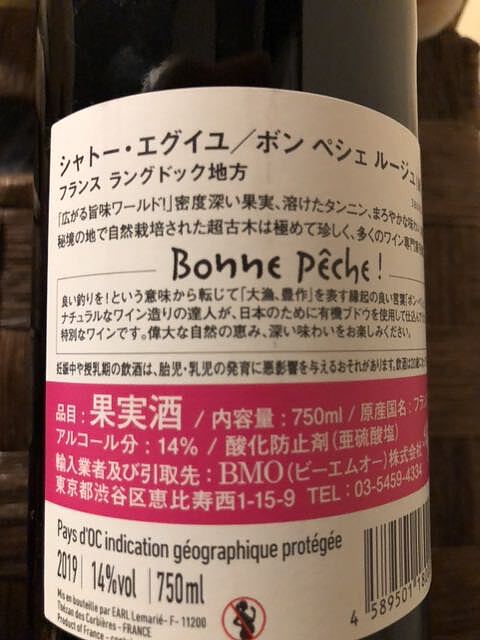 シャトー・エグイユ／ボン ペシェ ルージュ
フランス ラングドック地方
「広がる旨味ワールド!」密度深い果実、溶けたタンニン、まろやかな味わい
秘境の地で自然栽培された超古木は極めて珍しく、多くのワイン専門家
Bonne pêche !
良い釣りを！という意味から転じて「大漁、豊作」を表す縁起の良い言葉「ボン・ペ
ナチュラルなワイン造りの達人が、日本のために有機ブドウを使用して仕込んで
特別なワインです。偉大な自然の恵み、深い味わいをお楽しみください。
妊娠中や授乳期の飲酒は、胎児・乳児の発育に悪影響を与えるおそれがあります。飲酒は20歳に
品目：果実酒 / 内容量：750ml / 原産国名：フラン
アルコール分：14% / 酸化防止剤（亜硫酸塩）
輸入業者及び引取先：BMO（ビーエムオー）株式会社
東京都渋谷区恵比寿西1-15-9 TEL：03-5459-4334
Pays d'OC indication géographique protégée
2019 | 14%vol | 750ml
Mis en bouteille par EARL Lemarié- F- 11200
Thézan des Corbières - FRANCE
Product of France -
4 589501 180